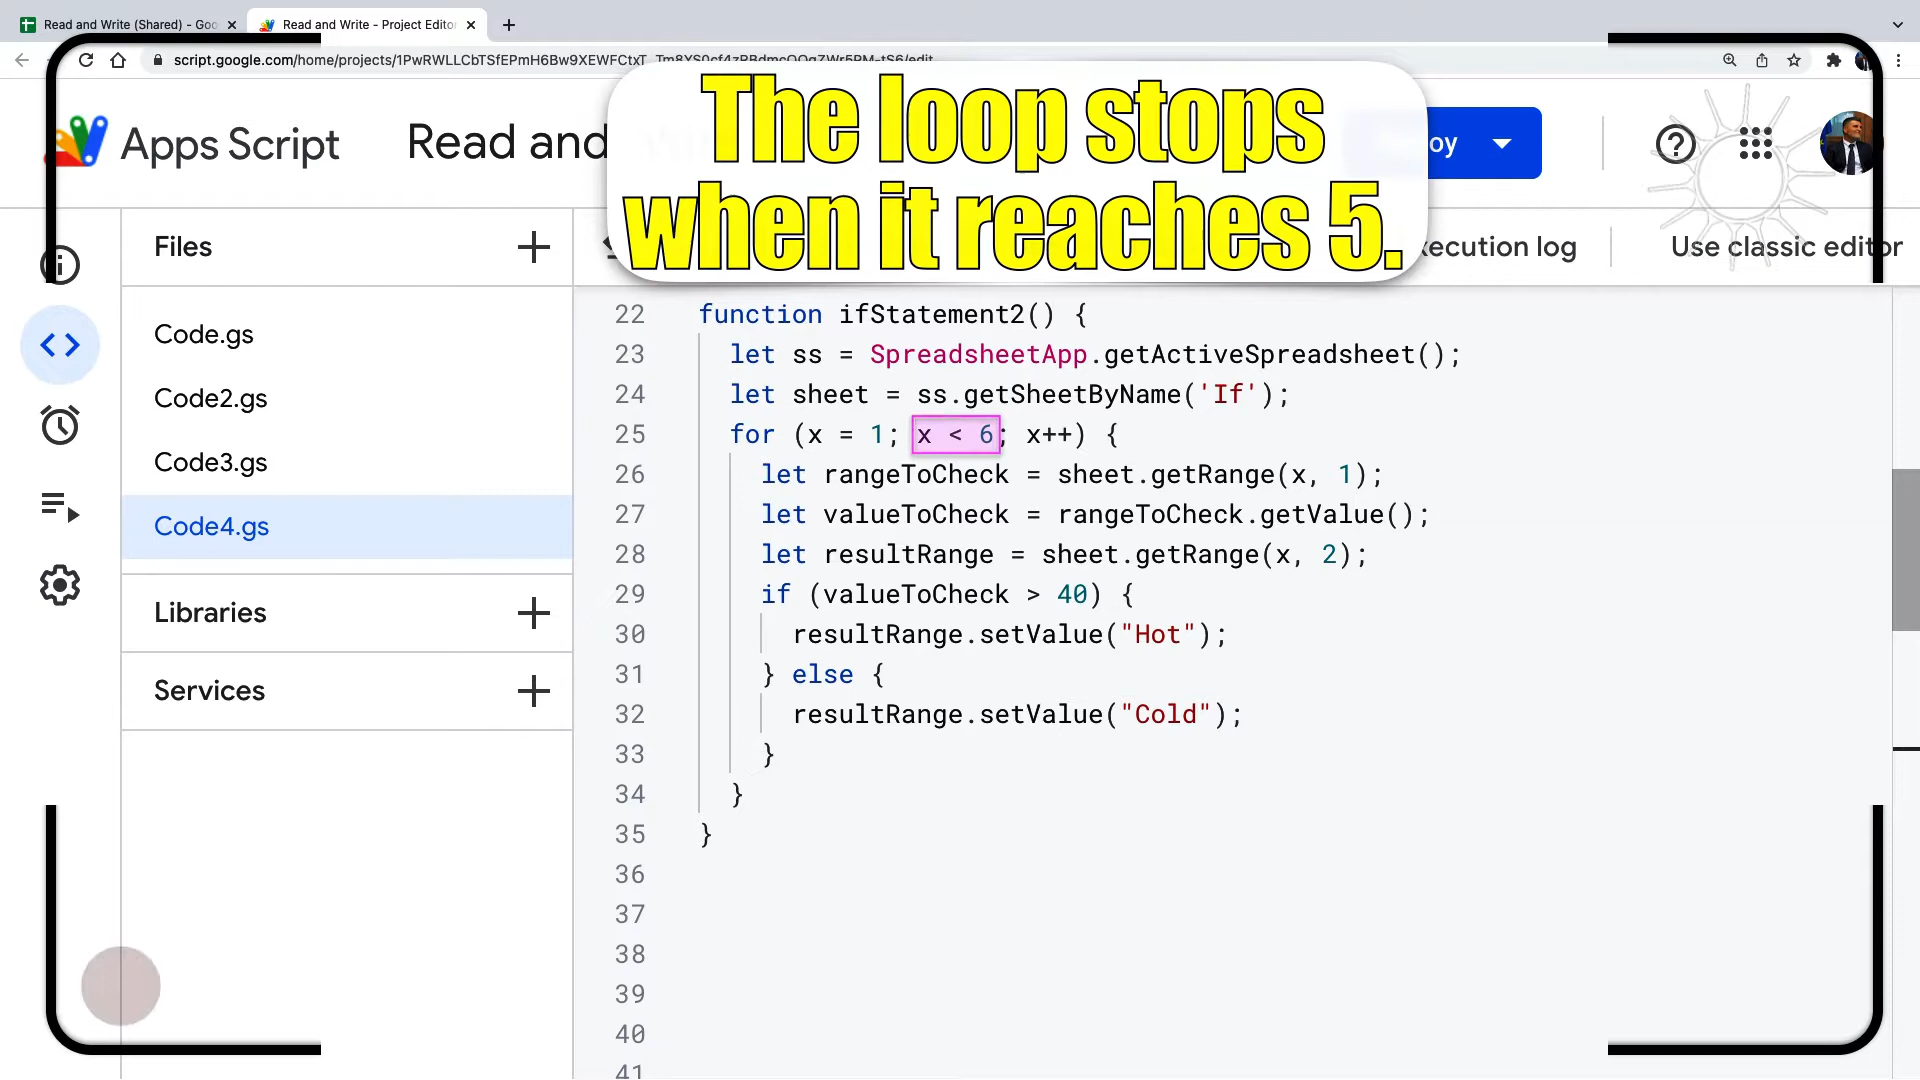 Read and Write (Shared) - Goo
Read and Write - Project Editor
script.google.com/home/projects/1PwRWLLCbTSfEPmH6Bw9XEWFCtxT
The loop stops
when it reaches 5.
Apps Script
Read and
oy
Files
xecution log
Use classic editor
Code.gs
Code2.gs
Code3.gs
Code4.gs
Libraries
Services
22 function ifStatement2() {
23 let ss = SpreadsheetApp.getActiveSpreadsheet();
24 let sheet = ss.getSheetByName('If');
25 for (x = 1; x < 6; x++) {
26 let rangeToCheck = sheet.getRange(x, 1);
27 let valueToCheck = rangeToCheck.getValue();
28 let resultRange = sheet.getRange(x, 2);
29 if (valueToCheck > 40) {
30 resultRange.setValue("Hot");
31 } else {
32 resultRange.setValue("Cold");
33 }
34 }
35 }
36
37
38
39
40
41